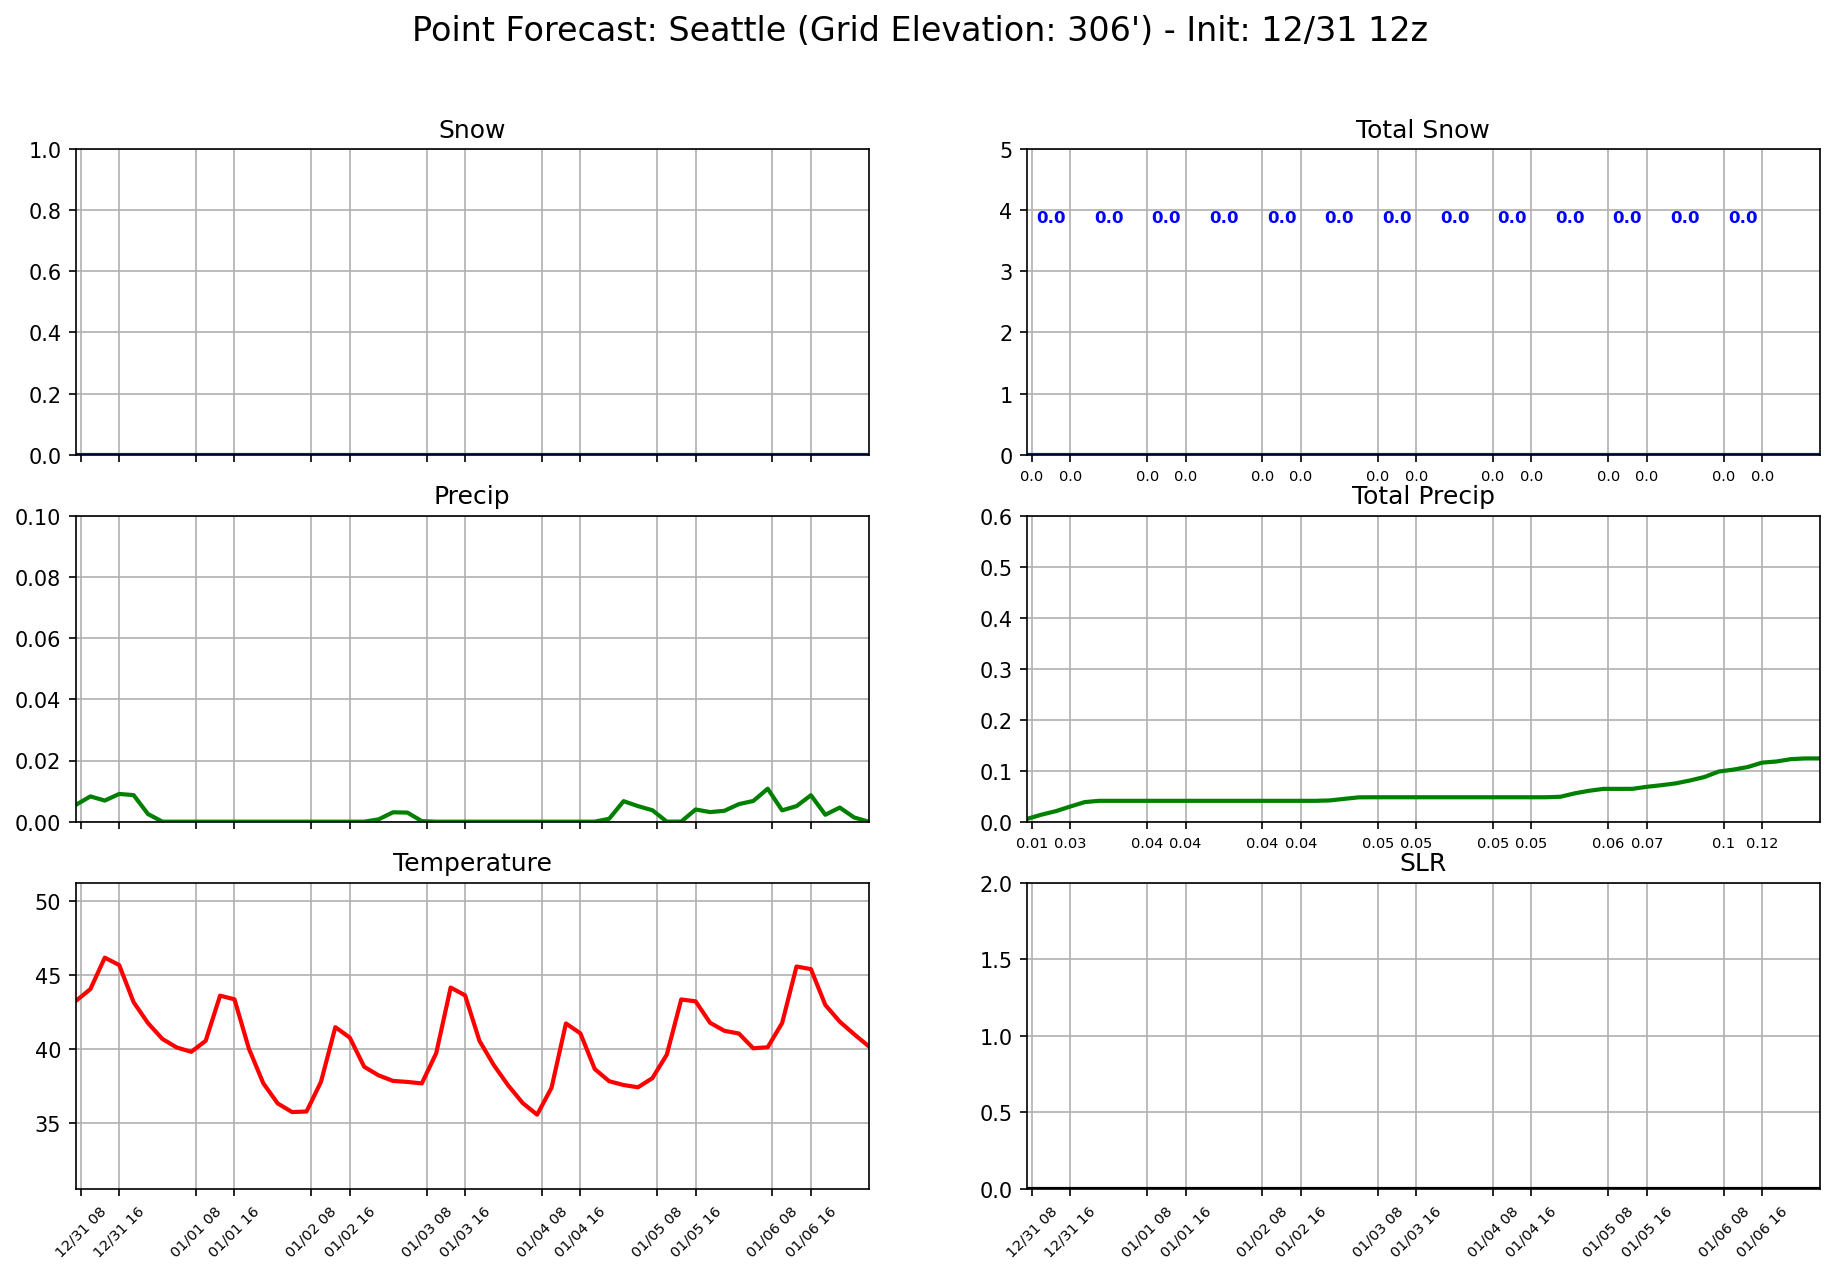 Point Forecast: Seattle (Grid Elevation: 306') - Init: 12/31 12z
Snow
1.0
0.8
0.6
0.4
0.2
0.0
Total Snow
5
4
3
2
1
0
0.0 0.0 0.0 0.0 0.0 0.0 0.0 0.0 0.0 0.0 0.0 0.0 0.0
0.0 0.0 0.0 0.0 0.0 0.0 0.0 0.0 0.0 0.0 0.0 0.0 0.0 0.0
Precip
0.10
0.08
0.06
0.04
0.02
0.00
Total Precip
0.6
0.5
0.4
0.3
0.2
0.1
0.0
0.01 0.03 0.04 0.04 0.04 0.04 0.05 0.05 0.05 0.05 0.06 0.07 0.1 0.12
Temperature
50
45
40
35
12/31 08 12/31 16 01/01 08 01/01 16 01/02 08 01/02 16 01/03 08 01/03 16 01/04 08 01/04 16 01/05 08 01/05 16 01/06 08 01/06 16
SLR
2.0
1.5
1.0
0.5
0.0
12/31 08 12/31 16 01/01 08 01/01 16 01/02 08 01/02 16 01/03 08 01/03 16 01/04 08 01/04 16 01/05 08 01/05 16 01/06 08 01/06 16